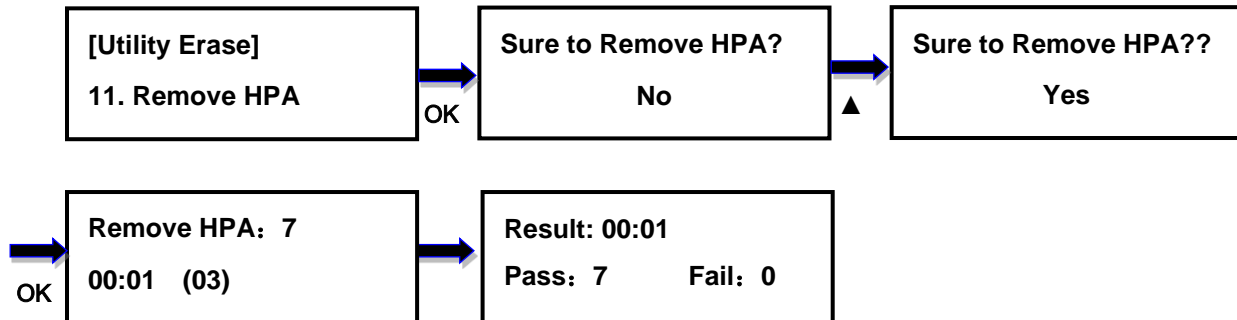 [Utility Erase]
11. Remove HPA
OK
Sure to Remove HPA?
No
▲
Sure to Remove HPA??
Yes
OK
Remove HPA：7
00:01 (03)
Result: 00:01
Pass：7 Fail：0